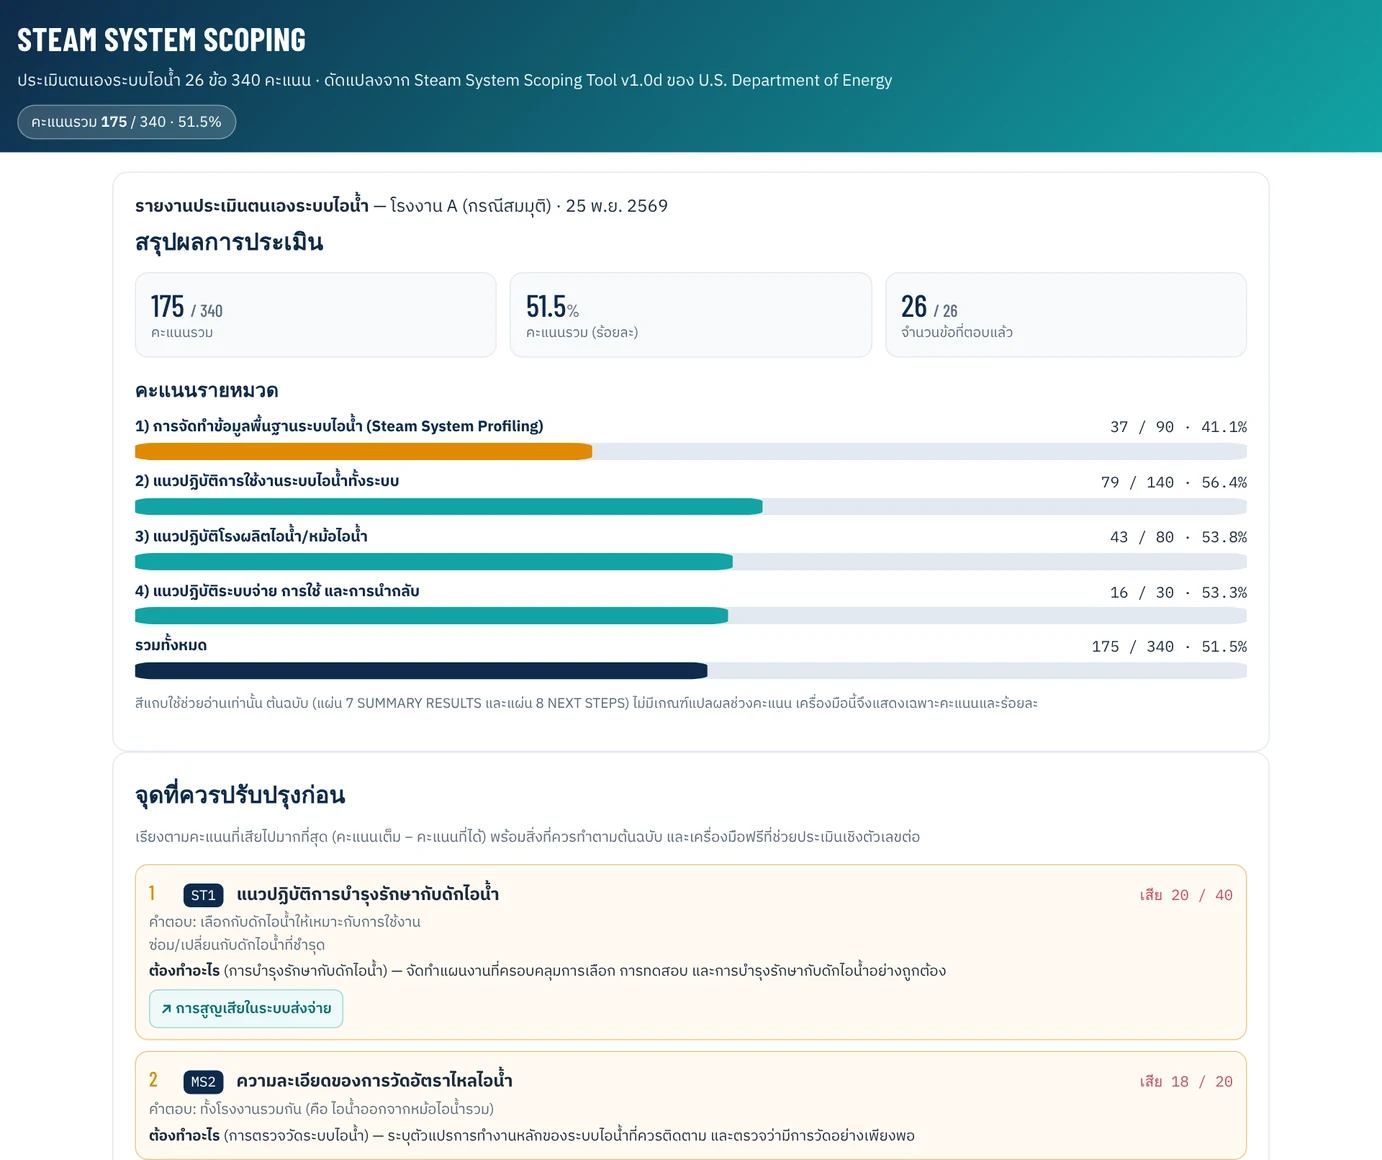 STEAM SYSTEM SCOPING
ประเมินตนเองระบบไอน้ำ 26 ข้อ 340 คะแนน · ดัดแปลงจาก Steam System Scoping Tool v1.0d ของ U.S. Department of Energy
คะแนนรวม 175 / 340 · 51.5%
รายงานประเมินตนเองระบบไอน้ำ — โรงงาน A (กรณีสมมุติ) · 25 พ.ย. 2569
สรุปผลการประเมิน
175 / 340
คะแนนรวม
51.5%
คะแนนรวม (ร้อยละ)
26 / 26
จำนวนข้อที่ตอบแล้ว
คะแนนรายหมวด
1) การจัดทำข้อมูลพื้นฐานระบบไอน้ำ (Steam System Profiling) 37 / 90 · 41.1%
2) แนวปฏิบัติการใช้งานระบบไอน้ำทั้งระบบ 79 / 140 · 56.4%
3) แนวปฏิบัติโรงผลิตไอน้ำ/หม้อไอน้ำ 43 / 80 · 53.8%
4) แนวปฏิบัติระบบจ่าย การใช้ และการนำกลับ 16 / 30 · 53.3%
รวมทั้งหมด 175 / 340 · 51.5%
สีแถบใช้ช่วยอ่านเท่านั้น ต้นฉบับ (แผ่น 7 SUMMARY RESULTS และแผ่น 8 NEXT STEPS) ไม่มีเกณฑ์แปลผลช่วงคะแนน เครื่องมือนี้จึงแสดงเฉพาะคะแนนและร้อยละ
จุดที่ควรปรับปรุงก่อน
เรียงตามคะแนนที่เสียไปมากที่สุด (คะแนนเต็ม − คะแนนที่ได้) พร้อมสิ่งที่ควรทำตามต้นฉบับ และเครื่องมือฟรีที่ช่วยประเมินเชิงตัวเลขต่อ
1 ST1 แนวปฏิบัติการบำรุงรักษากับดักไอน้ำ เสีย 20 / 40
คำตอบ: เลือกกับดักไอน้ำให้เหมาะกับการใช้งาน
ซ่อม/เปลี่ยนกับดักไอน้ำที่ชำรุด
ต้องทำอะไร (การบำรุงรักษากับดักไอน้ำ) — จัดทำแผนงานที่ครอบคลุมการเลือก การทดสอบ และการบำรุงรักษากับดักไอน้ำอย่างถูกต้อง
↗ การสูญเสียในระบบส่งจ่าย
2 MS2 ความละเอียดของการวัดอัตราไหลไอน้ำ เสีย 18 / 20
คำตอบ: ทั้งโรงงานรวมกัน (คือ ไอน้ำออกจากหม้อไอน้ำรวม)
ต้องทำอะไร (การตรวจวัดระบบไอน้ำ) — ระบุตัวแปรการทำงานหลักของระบบไอน้ำที่ควรติดตาม และตรวจว่ามีการวัดอย่างเพียงพอ